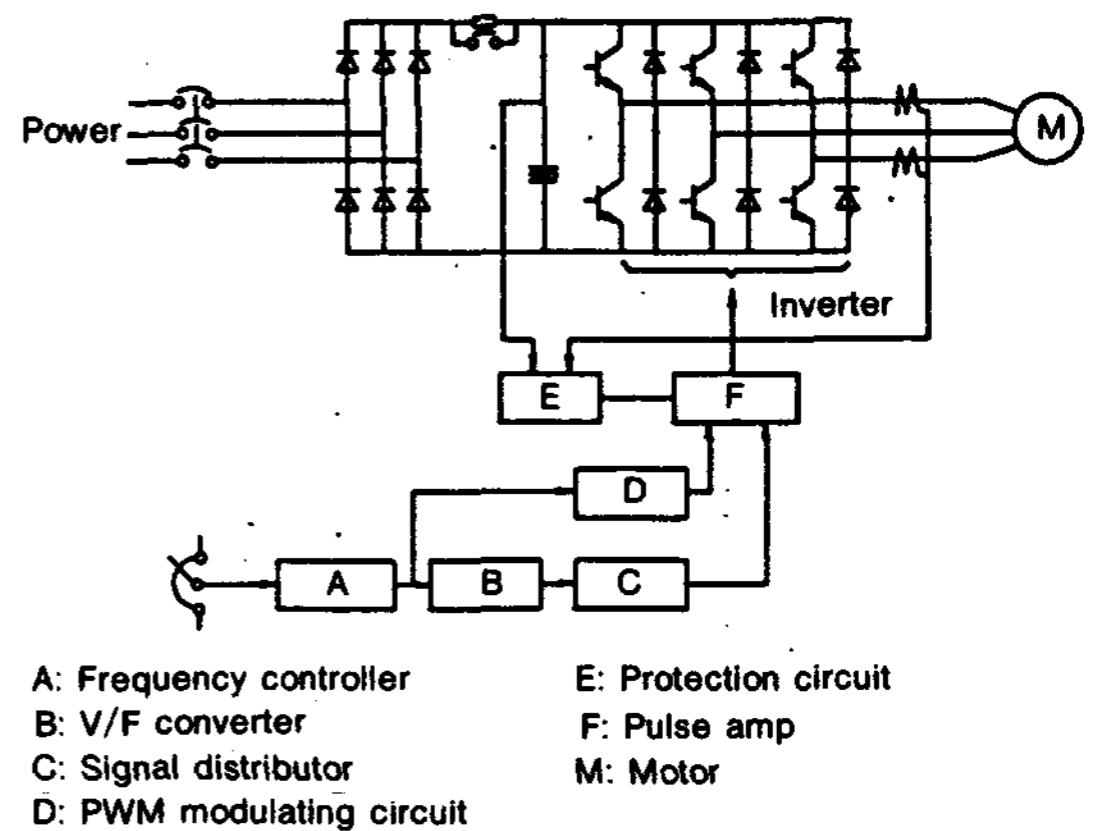 Power
M
Inverter
E
F
D
A
B
C
A: Frequency controller
B: V/F converter
C: Signal distributor
D: PWM modulating circuit
E: Protection circuit
F: Pulse amp
M: Motor